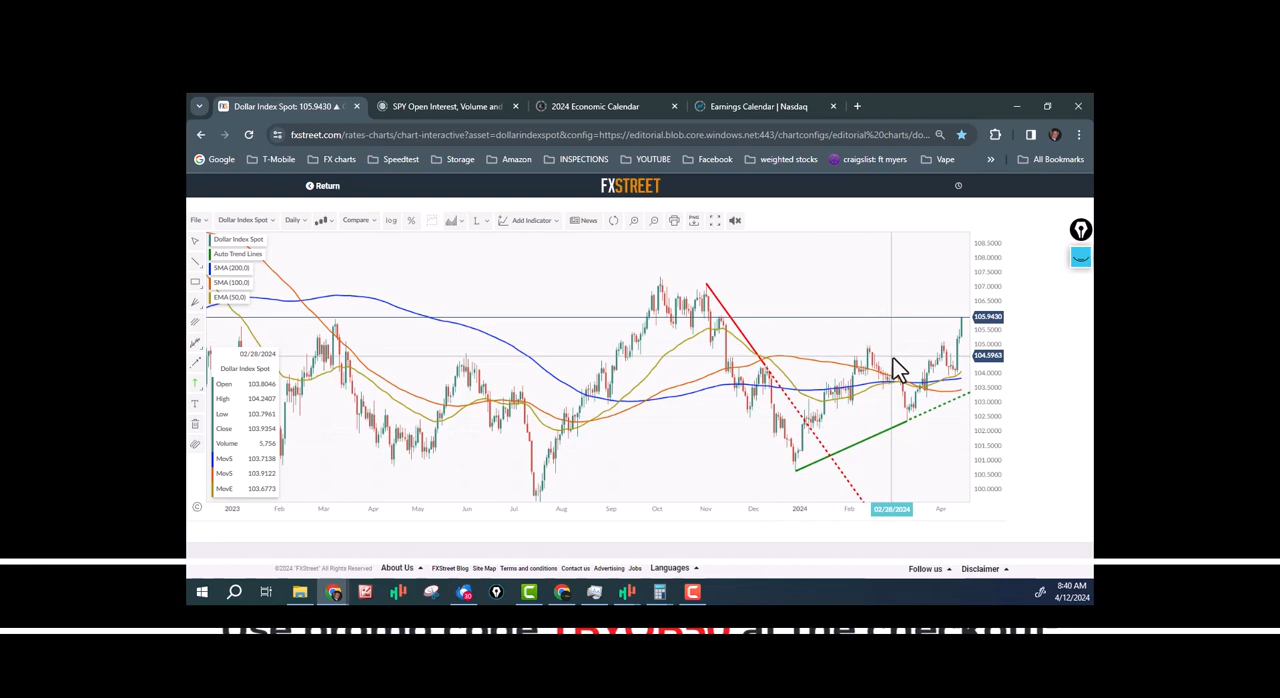 Dollar Index Spot: 105.9430 ▲
SPY Open Interest, Volume and
2024 Economic Calendar
Earnings Calendar | Nasdaq
fxstreet.com/rates-charts/chart-interactive?asset=dollarindexspot&config=https://editorial.blob.core.windows.net:443/chartconfigs/editorial%20charts/do...
Google T-Mobile FX charts Speedtest Storage Amazon INSPECTIONS YOUTUBE Facebook weighted stocks craigslist: ft myers Vape » All Bookmarks
Return
FXSTREET
File Dollar Index Spot Daily Compare log % Add Indicator News PNG
Dollar Index Spot
Auto Trend Lines
SMA (200,0)
SMA (100,0)
EMA (50,0)
02/28/2024
Dollar Index Spot
Open 103.8046
High 104.2407
Low 103.7961
Close 103.9354
Volume 5,756
MovS 103.7138
MovS 103.9122
MovE 103.6773
108.5000
108.0000
107.5000
107.0000
106.5000
105.9430
105.5000
105.0000
104.5963
104.0000
103.5000
103.0000
102.5000
102.0000
101.5000
101.0000
100.5000
100.0000
2023 Feb Mar Apr May Jun Jul Aug Sep Oct Nov Dec 2024 Feb 02/28/2024 Apr
©2024 "FXStreet" All Rights Reserved About Us FXStreet Blog Site Map Terms and conditions Contact us Advertising Jobs Languages Follow us Disclaimer
30
8:40 AM
4/12/2024